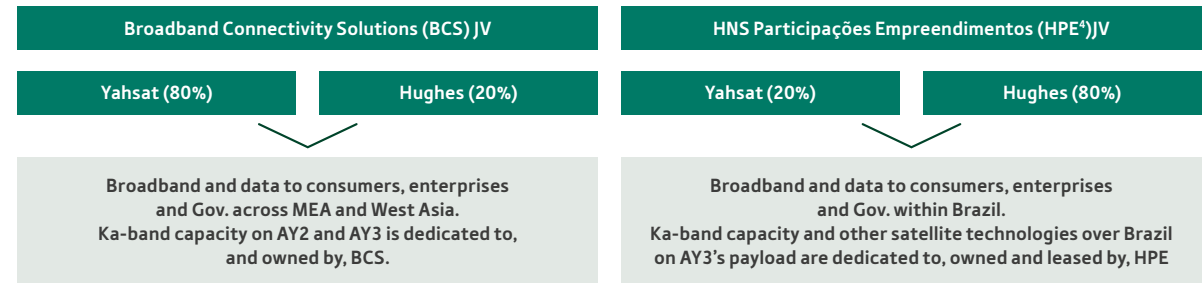 Broadband Connectivity Solutions (BCS) JV
Yahsat (80%)
Hughes (20%)
Broadband and data to consumers, enterprises
and Gov. across MEA and West Asia.
Ka-band capacity on AY2 and AY3 is dedicated to,
and owned by, BCS.
HNS Participações Empreendimentos (HPE⁴)JV
Yahsat (20%)
Hughes (80%)
Broadband and data to consumers, enterprises
and Gov. within Brazil.
Ka-band capacity and other satellite technologies over Brazil
on AY3’s payload are dedicated to, owned and leased by, HPE